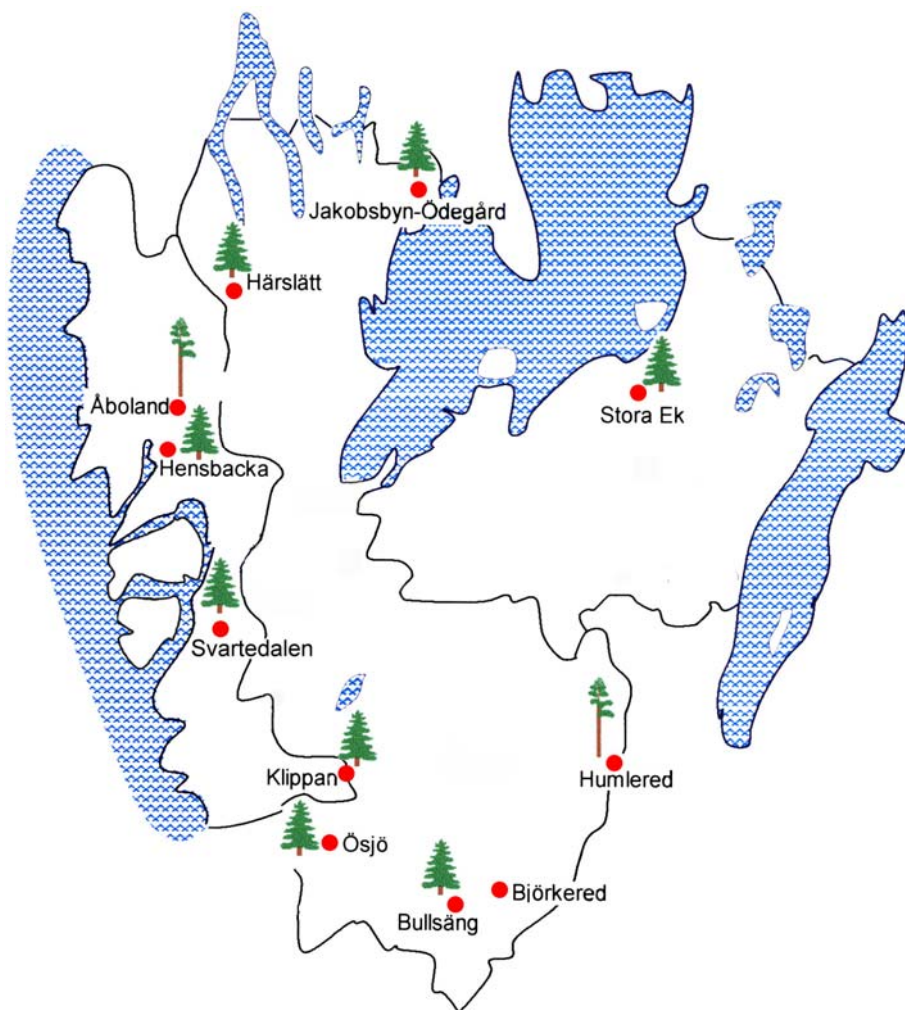 Jakobsbyn-Ödegård
Härslätt
Åboland
Stora Ek
Hensbacka
Svartedalen
Klippan
Humlered
Ösjö
Björkered
Bullsäng